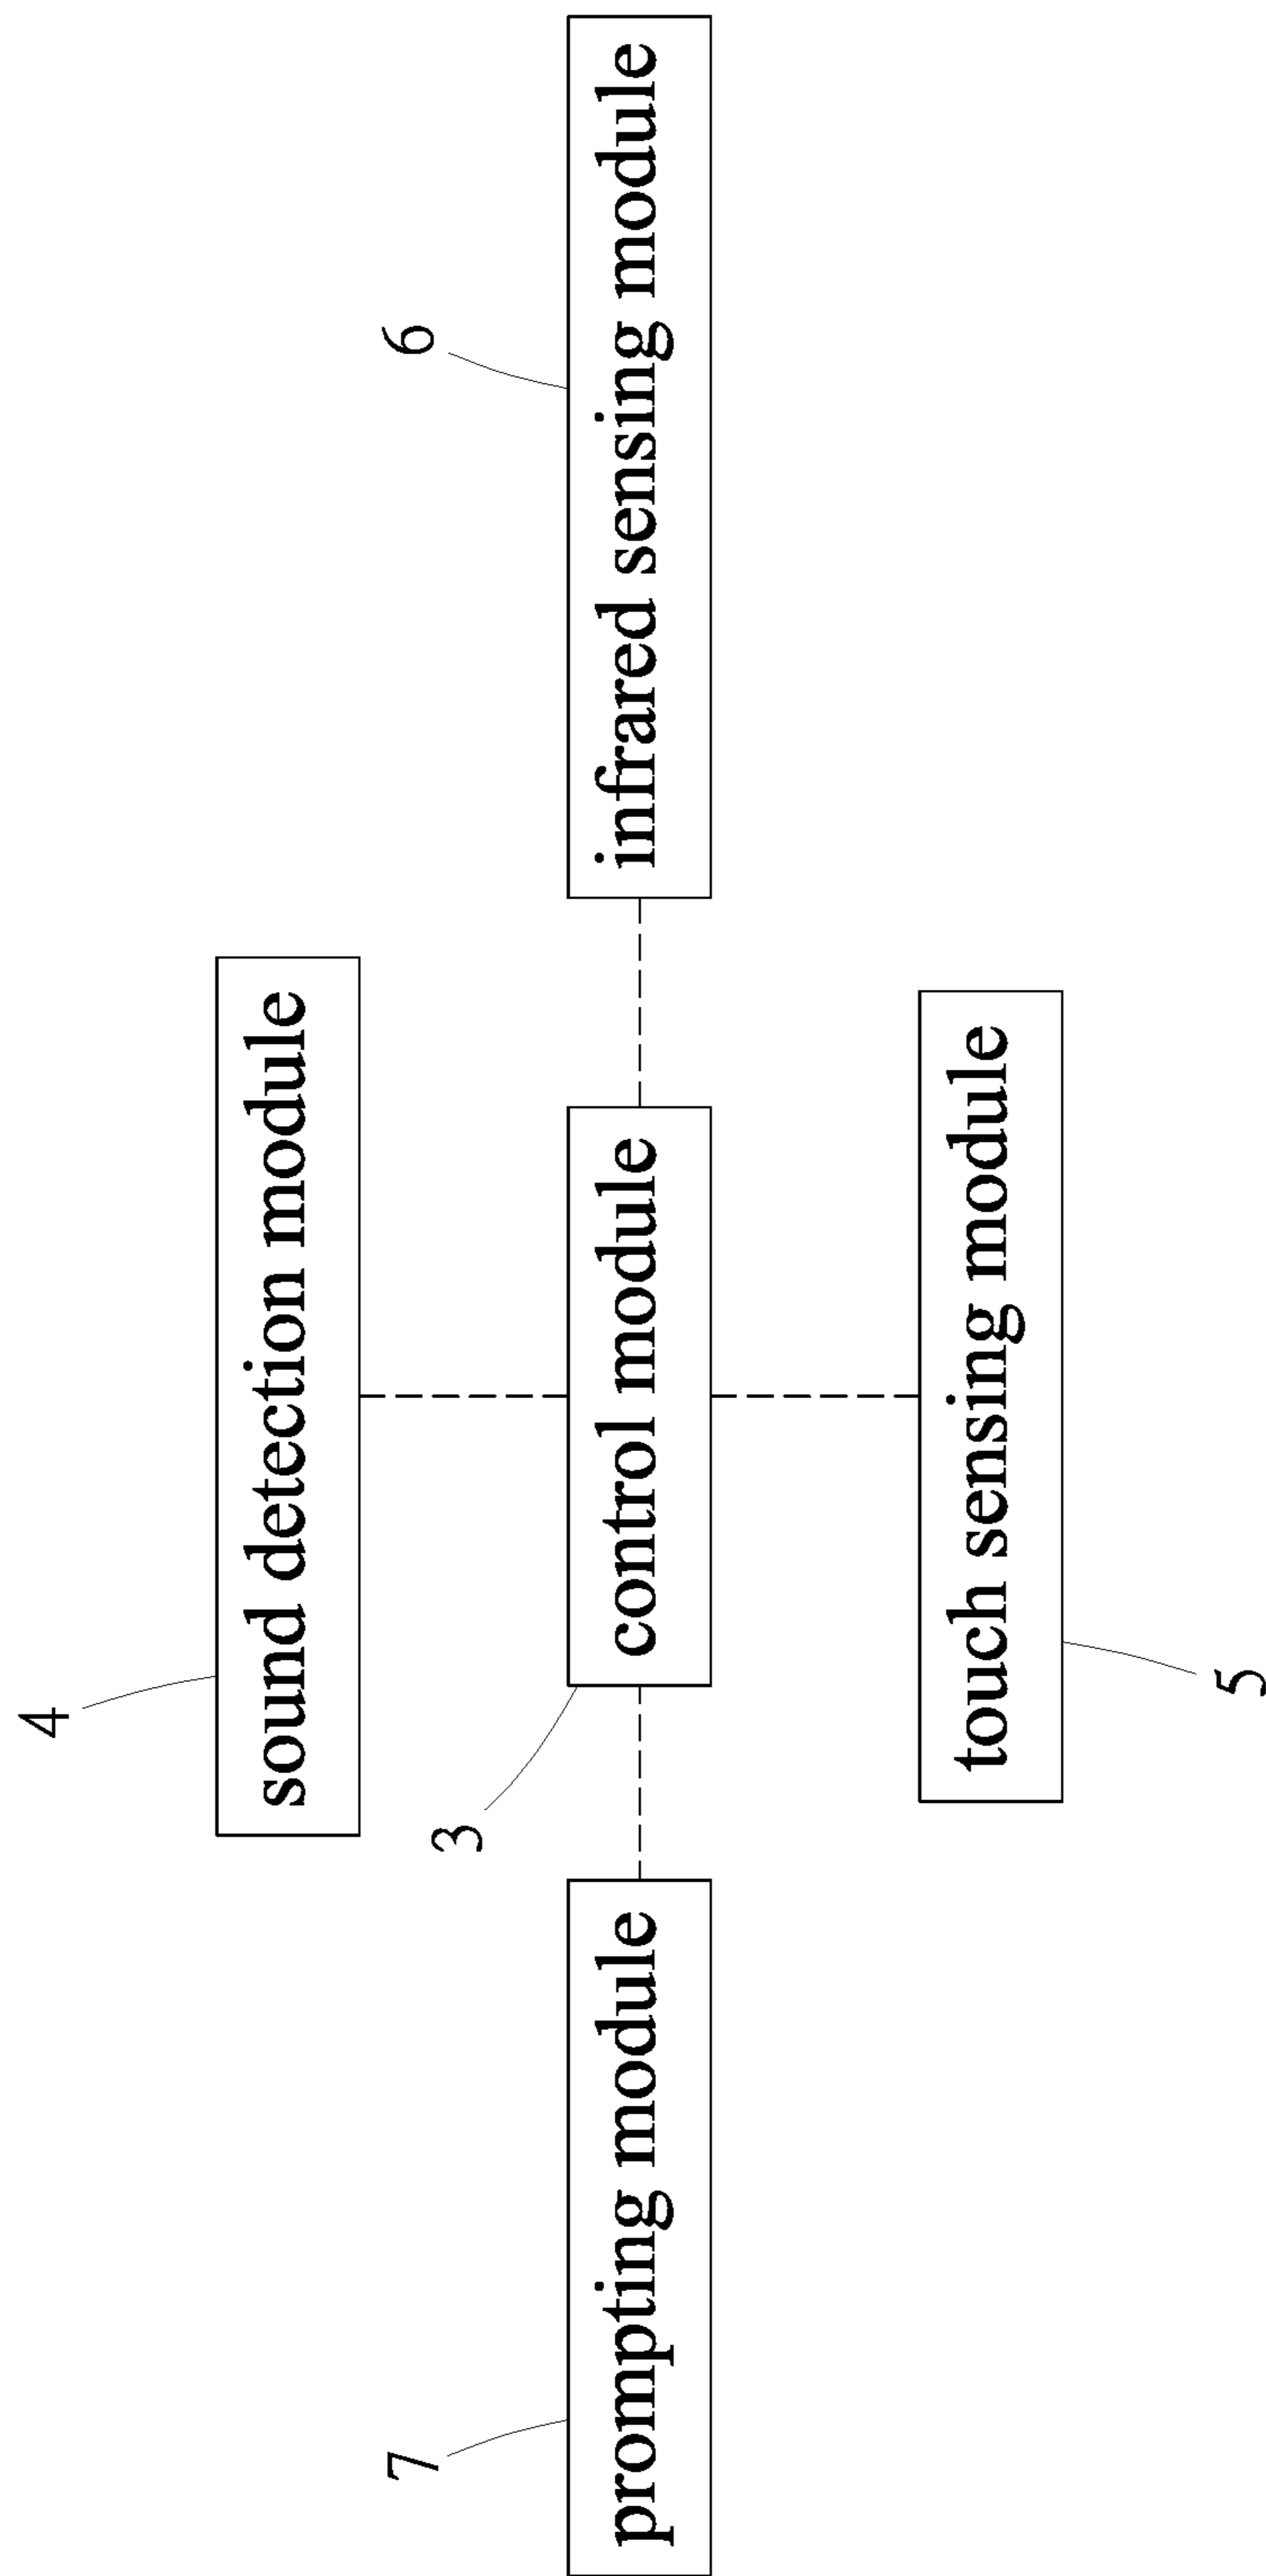 4
sound detection module
6
7
3
prompting module
control module
infrared sensing module
touch sensing module
5